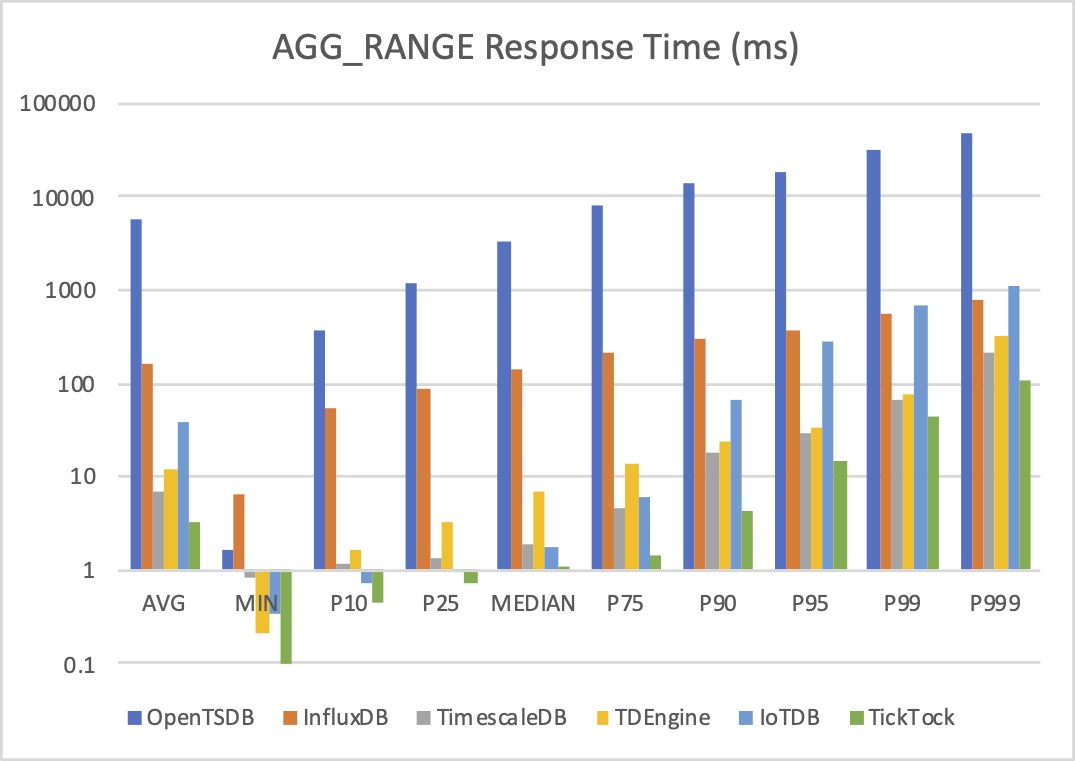 AGG_RANGE Response Time (ms)
100000
10000
1000
100
10
1
0.1
AVG MIN P10 P25 MEDIAN P75 P90 P95 P99 P999
OpenTSDB InfluxDB TimescaleDB TDEngine IoTDB TickTock